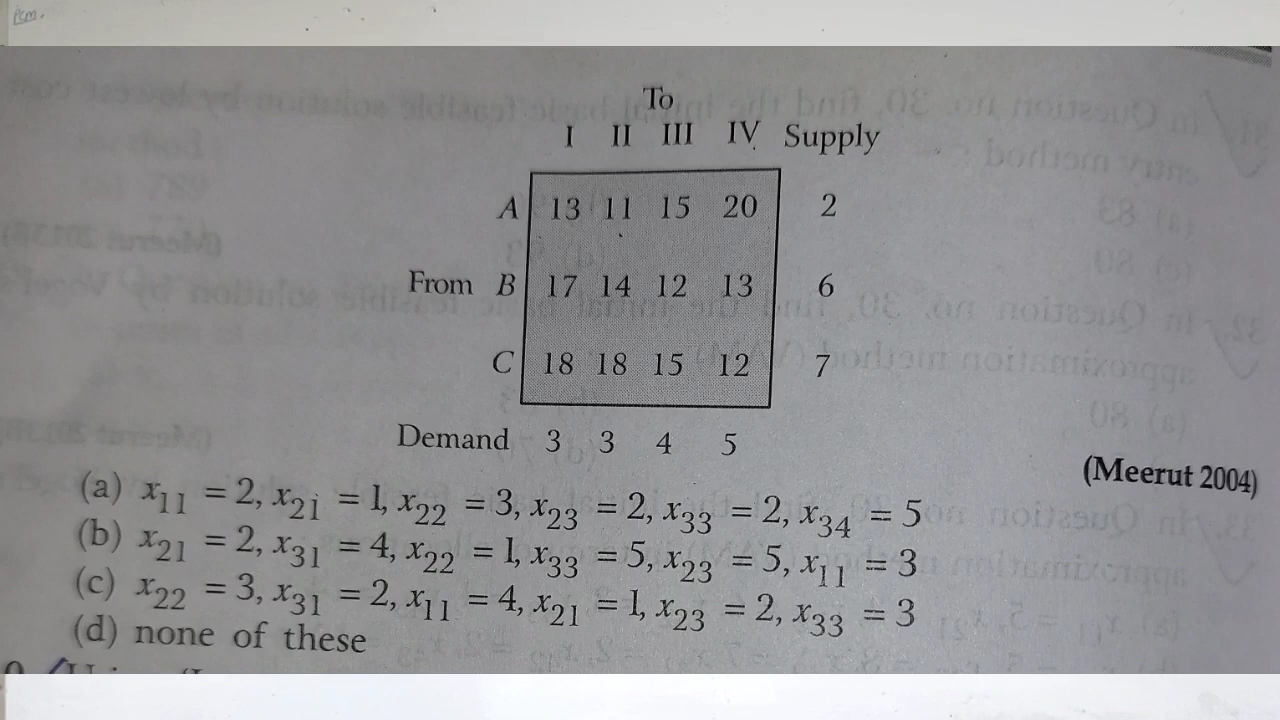 To
I II III IV Supply
A 13 11 15 20 2
From B 17 14 12 13 6
C 18 18 15 12 7
Demand 3 3 4 5
(Meerut 2004)
(a) x₁₁ = 2, x₂₁ = 1, x₂₂ = 3, x₂₃ = 2, x₃₃ = 2, x₃₄ = 5
(b) x₂₁ = 2, x₃₁ = 4, x₂₂ = 1, x₃₃ = 5, x₂₃ = 5, x₁₁ = 3
(c) x₂₂ = 3, x₃₁ = 2, x₁₁ = 4, x₂₁ = 1, x₂₃ = 2, x₃₃ = 3
(d) none of these